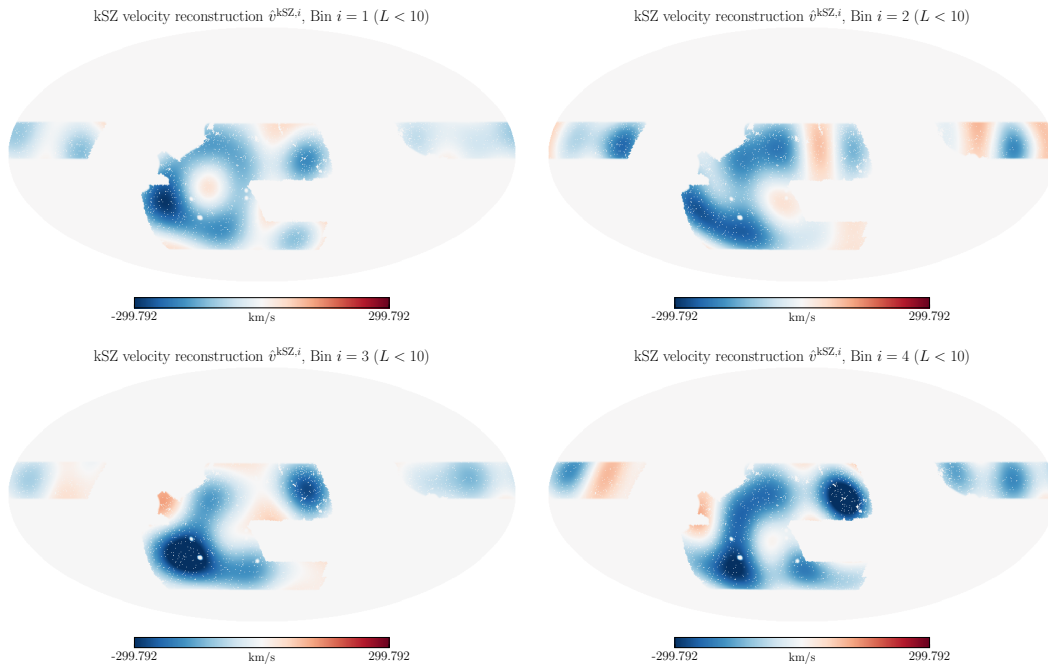 kSZ velocity reconstruction v̂^kSZ,i, Bin i = 1 (L < 10)
kSZ velocity reconstruction v̂^kSZ,i, Bin i = 2 (L < 10)
-299.792 km/s 299.792
-299.792 km/s 299.792
kSZ velocity reconstruction v̂^kSZ,i, Bin i = 3 (L < 10)
kSZ velocity reconstruction v̂^kSZ,i, Bin i = 4 (L < 10)
-299.792 km/s 299.792
-299.792 km/s 299.792